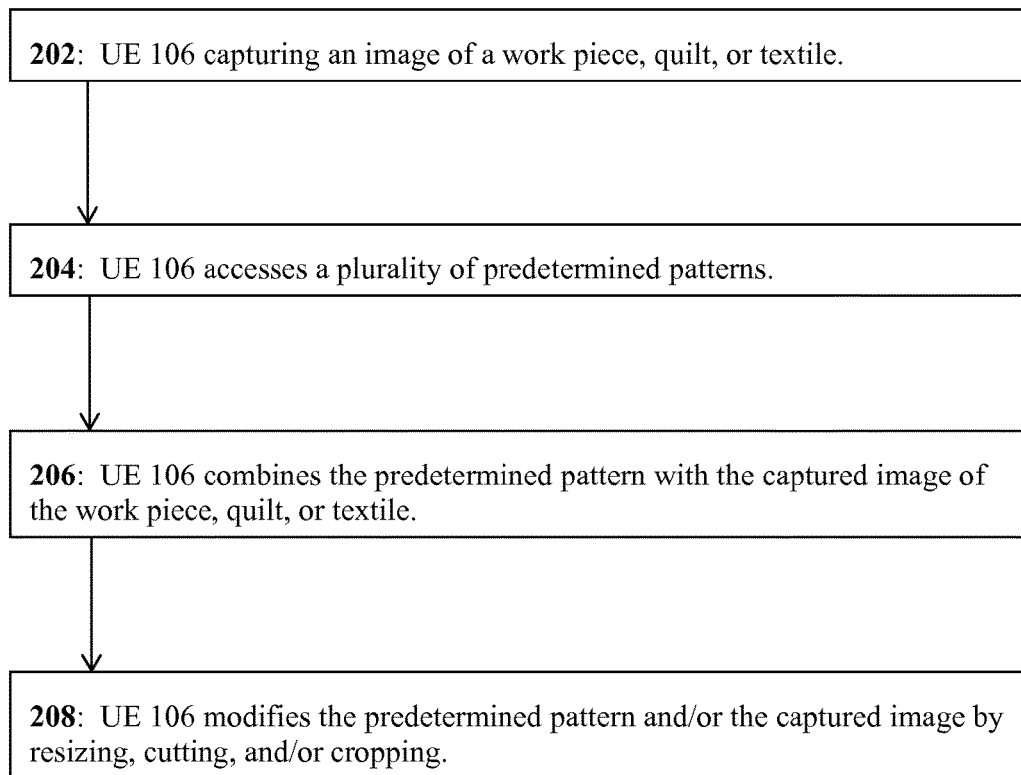 202: UE 106 capturing an image of a work piece, quilt, or textile.
204: UE 106 accesses a plurality of predetermined patterns.
206: UE 106 combines the predetermined pattern with the captured image of
the work piece, quilt, or textile.
208: UE 106 modifies the predetermined pattern and/or the captured image by
resizing, cutting, and/or cropping.